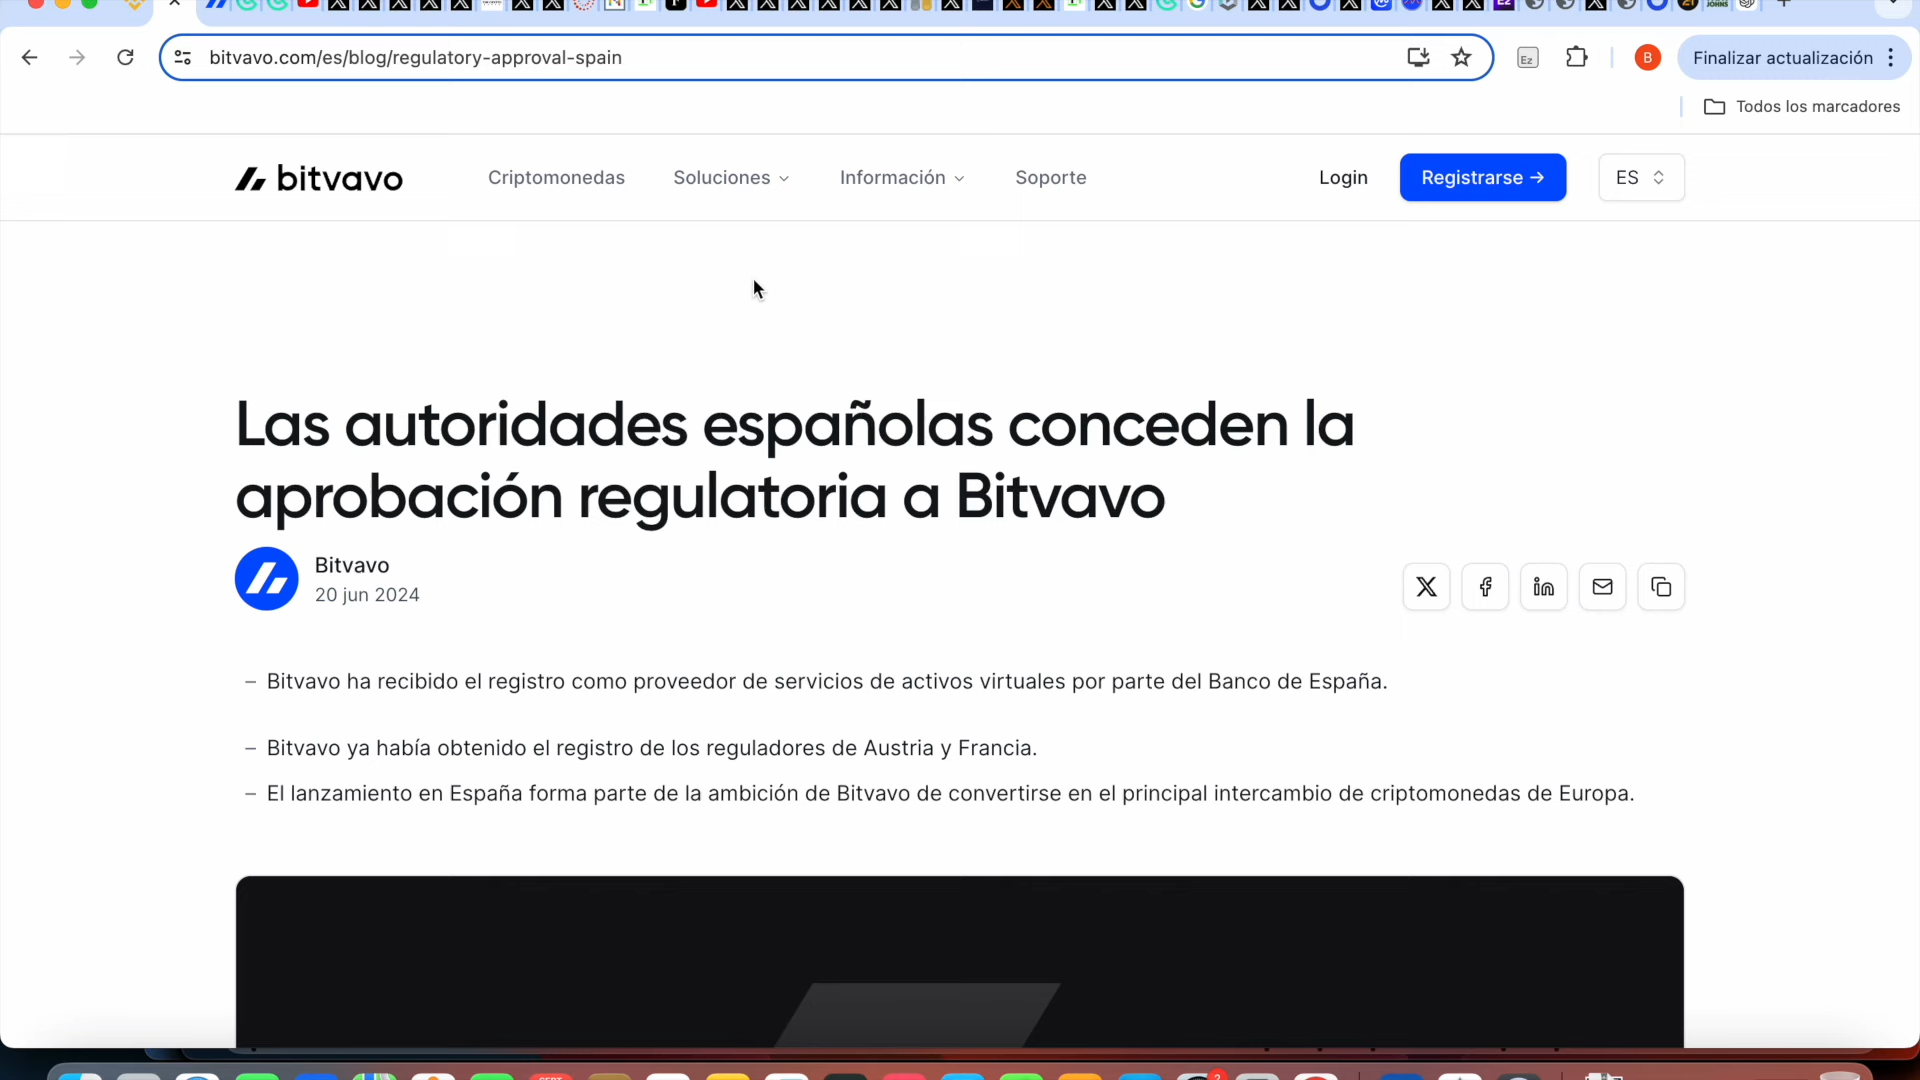 bitvavo.com/es/blog/regulatory-approval-spain
Ez
B
Finalizar actualización
Todos los marcadores
bitvavo
Criptomonedas
Soluciones
Información
Soporte
Login
Registrarse →
ES
Las autoridades españolas conceden la
aprobación regulatoria a Bitvavo
Bitvavo
20 jun 2024
– Bitvavo ha recibido el registro como proveedor de servicios de activos virtuales por parte del Banco de España.
– Bitvavo ya había obtenido el registro de los reguladores de Austria y Francia.
– El lanzamiento en España forma parte de la ambición de Bitvavo de convertirse en el principal intercambio de criptomonedas de Europa.
SEPT
2